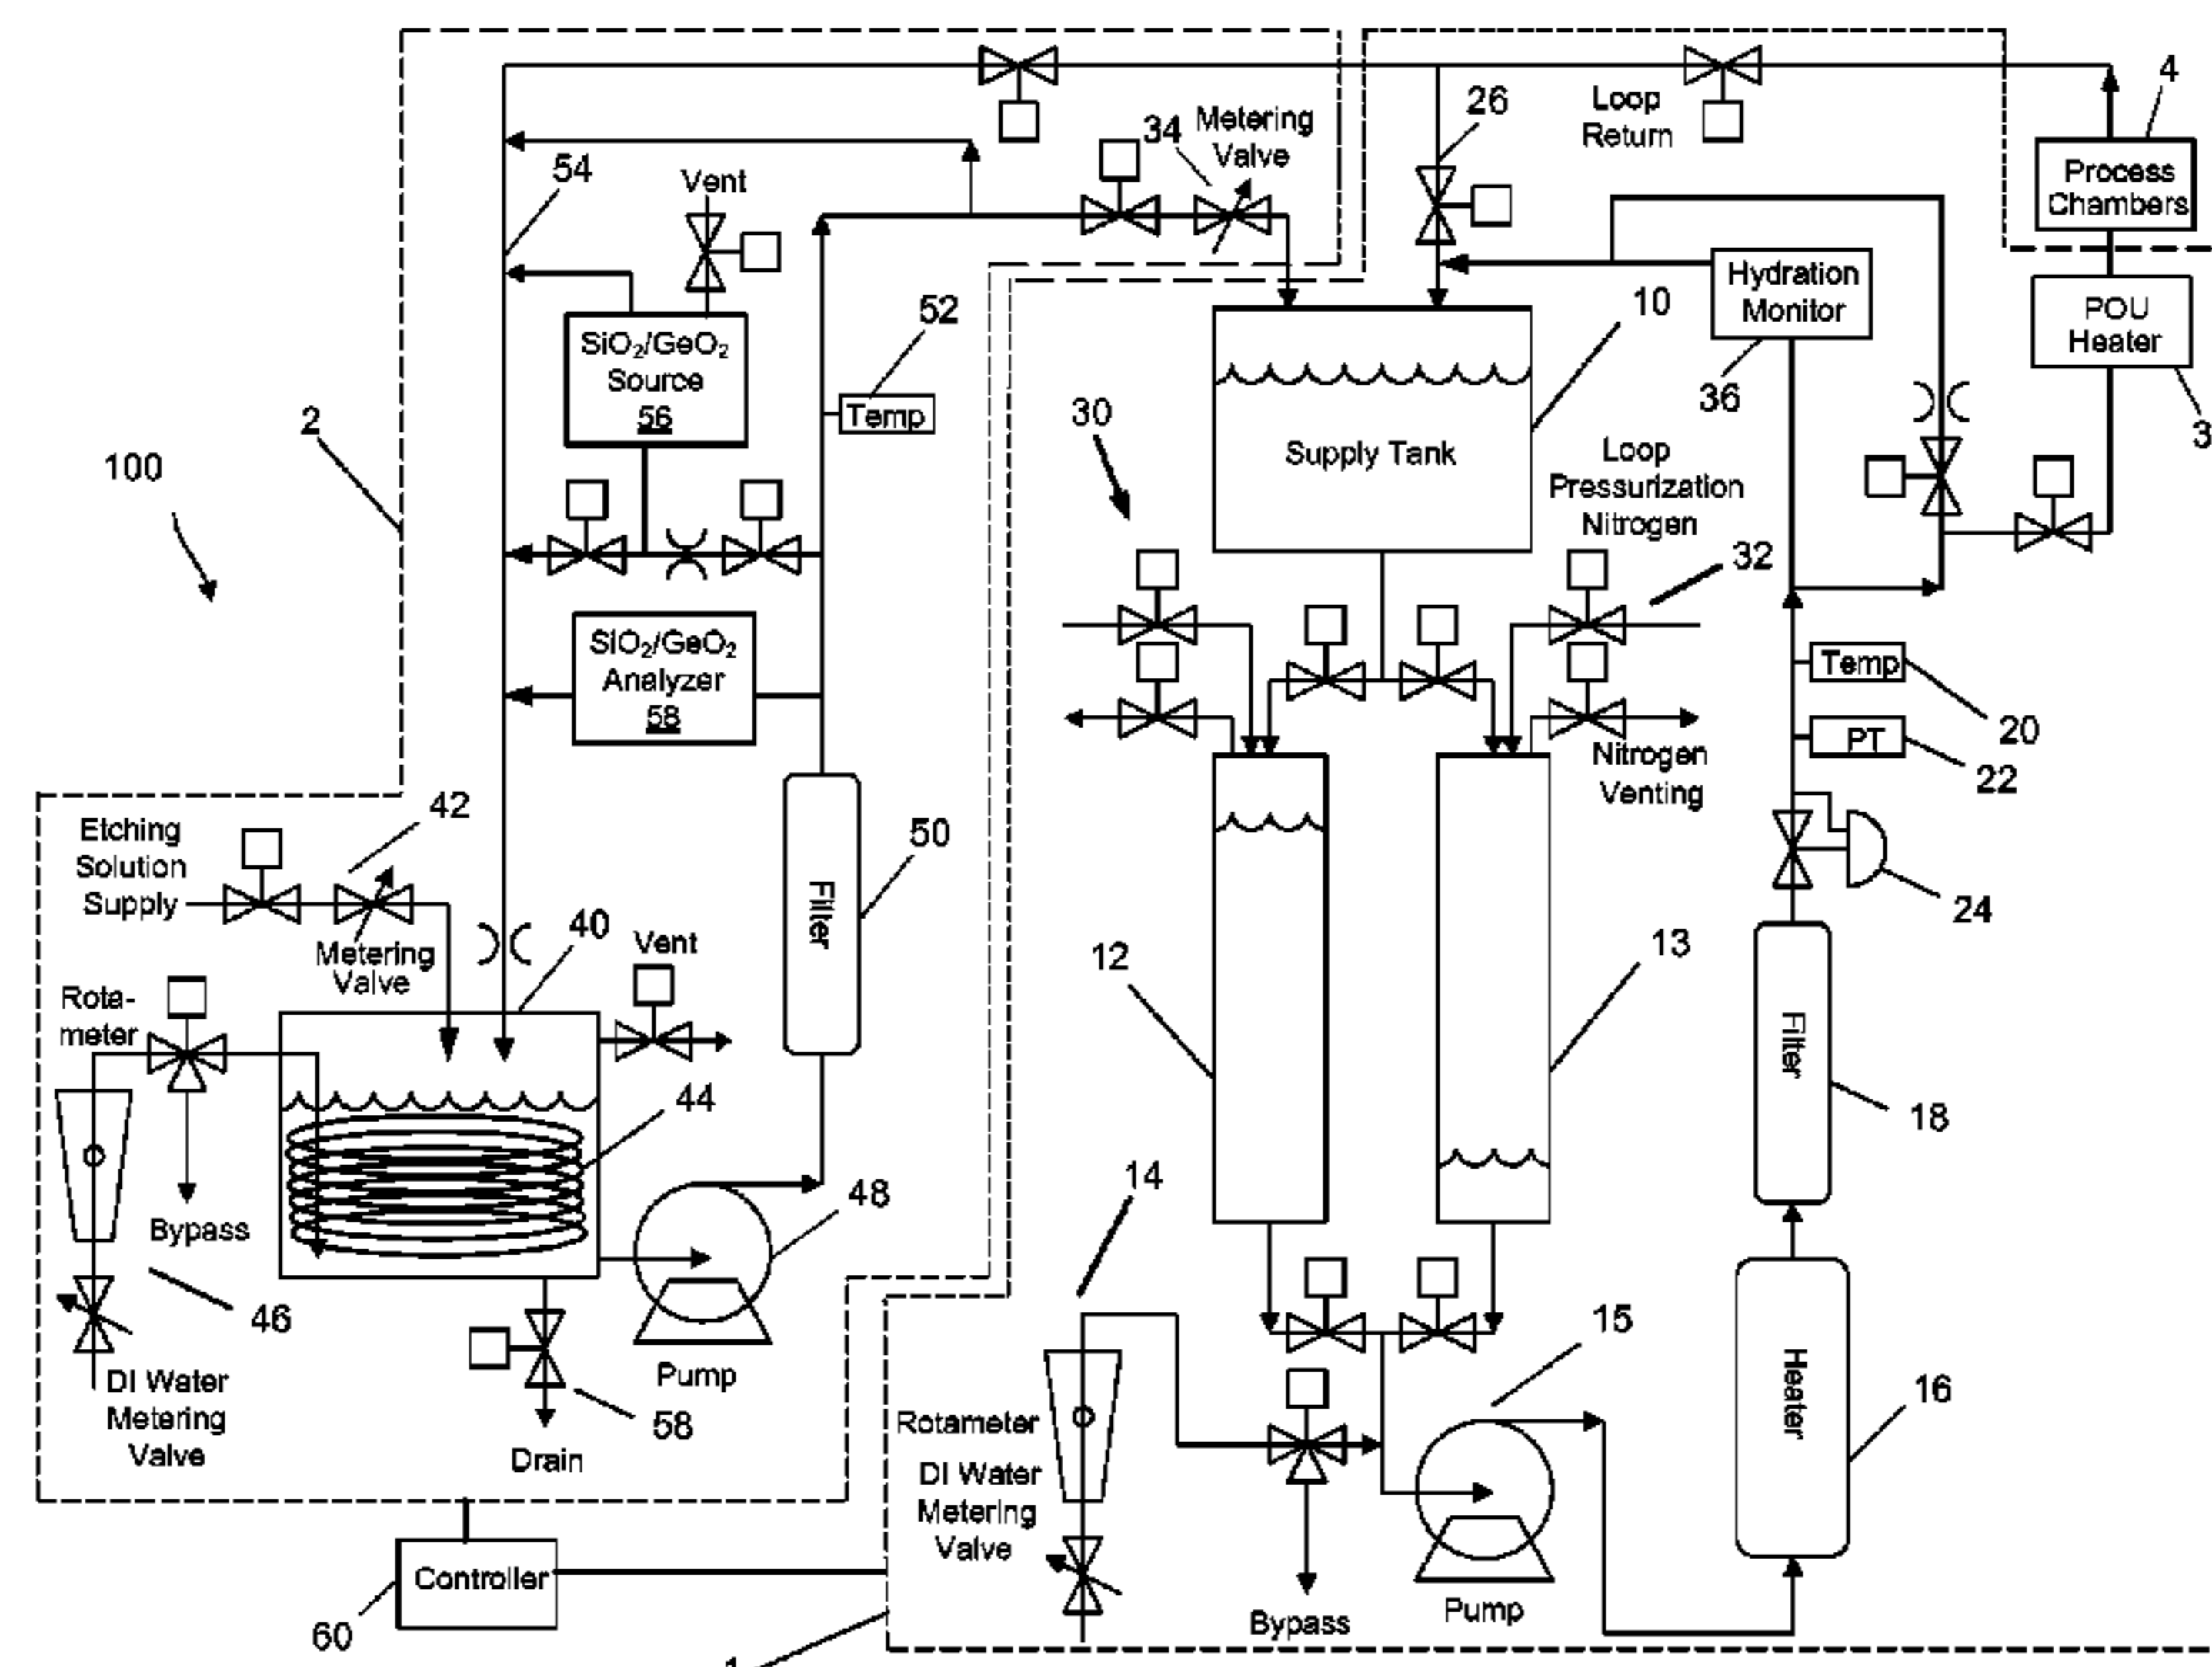 4
26
Loop
Return
34
Metering
Valve
Process
Chambers
54
Vent
Hydration
Monitor
10
POU
Heater
52
SiO₂/GeO₂
Source
56
Temp
36
3
2
30
100
Supply Tank
Loop
Pressurization
Nitrogen
32
SiO₂/GeO₂
Analyzer
58
Temp
20
PT
22
Nitrogen
Venting
42
Etching
Solution
Supply
50
Filter
24
40
Vent
Metering
Valve
12
13
Rota-
meter
Filter
44
18
14
48
Bypass
46
15
Pump
DI Water
Metering
Valve
58
Drain
Heater
16
Rotameter
DI Water
Metering
Valve
Controller
60
Bypass
Pump
1